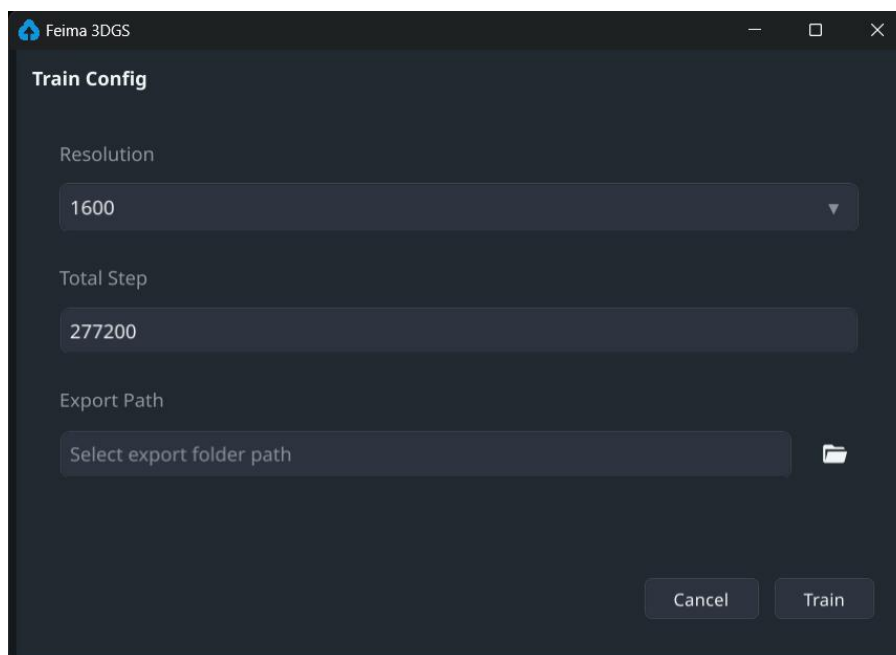 Feima 3DGS
Train Config
Resolution
1600
Total Step
277200
Export Path
Select export folder path
Cancel Train